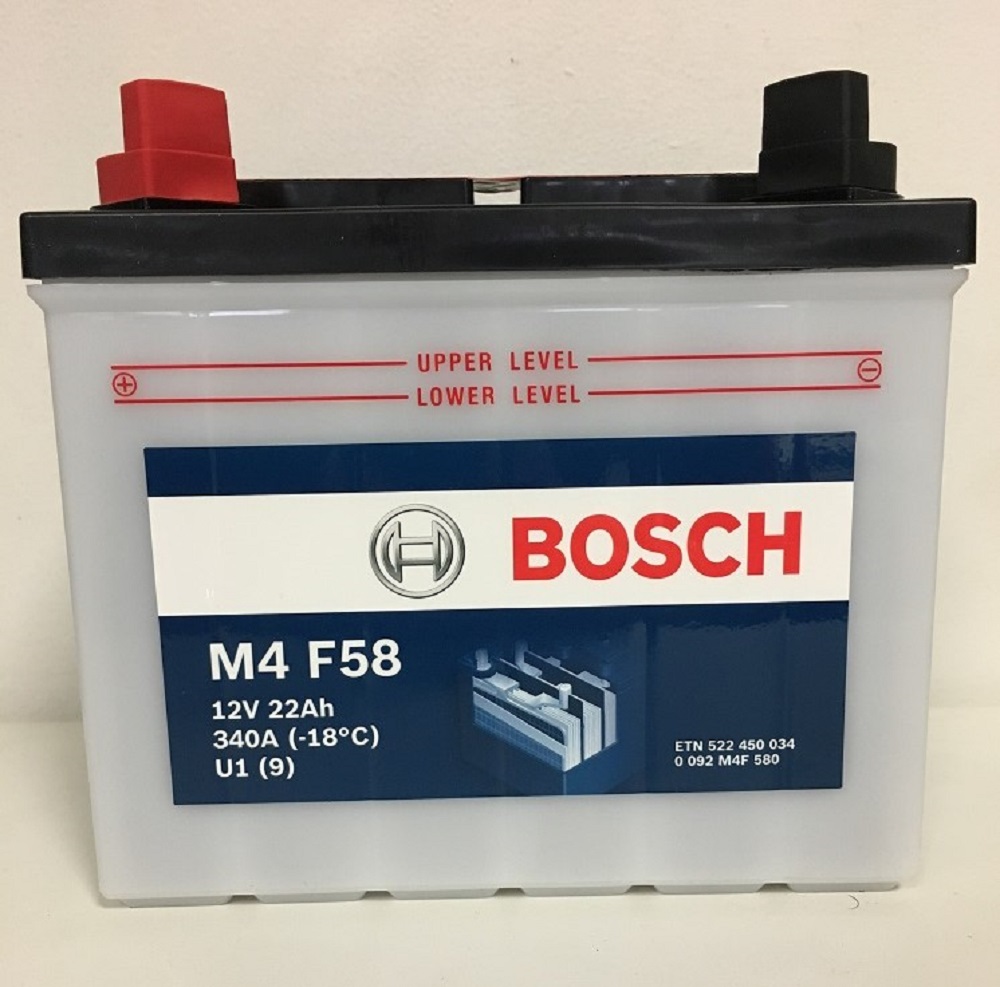 UPPER LEVEL
LOWER LEVEL
BOSCH
M4 F58
12V 22Ah
340A (-18°C)
U1 (9)
ETN 522 450 034
0 092 M4F 580